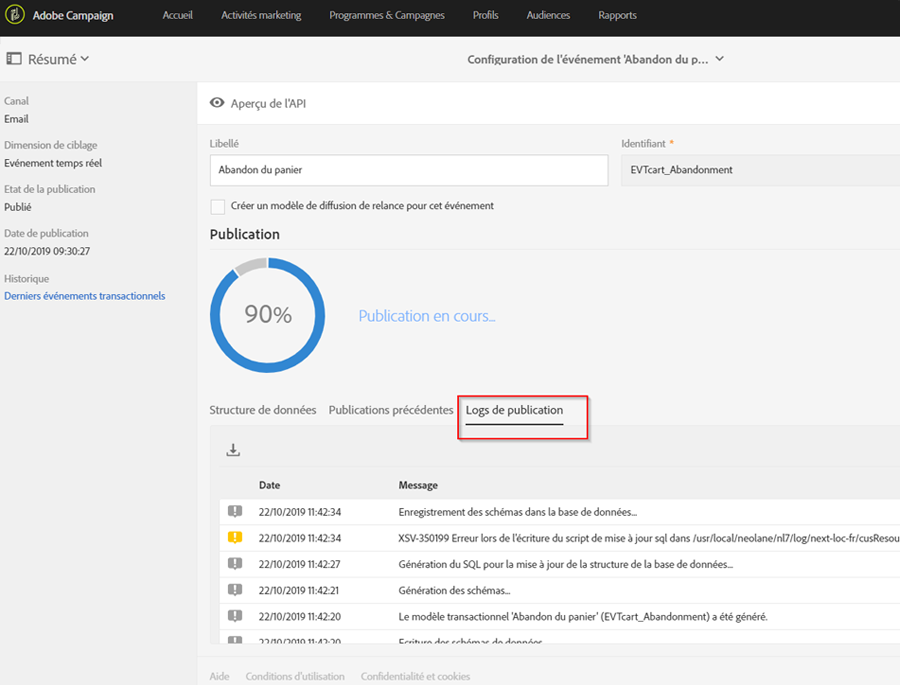 Adobe Campaign Accueil Activités marketing Programmes & Campagnes Profils Audiences Rapports
Résumé Configuration de l'événement 'Abandon du p...
Canal
Email
Dimension de ciblage
Evénement temps réel
Etat de la publication
Publié
Date de publication
22/10/2019 09:30:27
Historique
Derniers événements transactionnels
Aperçu de l'API
Libellé Identifiant *
Abandon du panier EVTcart_Abandonment
Créer un modèle de diffusion de relance pour cet événement
Publication
90% Publication en cours...
Structure de données Publications précédentes Logs de publication
Date Message
22/10/2019 11:42:34 Enregistrement des schémas dans la base de données...
22/10/2019 11:42:34 XSV-350199 Erreur lors de l'écriture du script de mise à jour sql dans /usr/local/neolane/nl7/log/next-loc-fr/cusResou
22/10/2019 11:42:27 Génération du SQL pour la mise à jour de la structure de la base de données...
22/10/2019 11:42:21 Génération des schémas...
22/10/2019 11:42:20 Le modèle transactionnel 'Abandon du panier' (EVTcart_Abandonment) a été généré.
22/10/2019 11:42:20 Ecriture des schémas de données
Aide Conditions d'utilisation Confidentialité et cookies